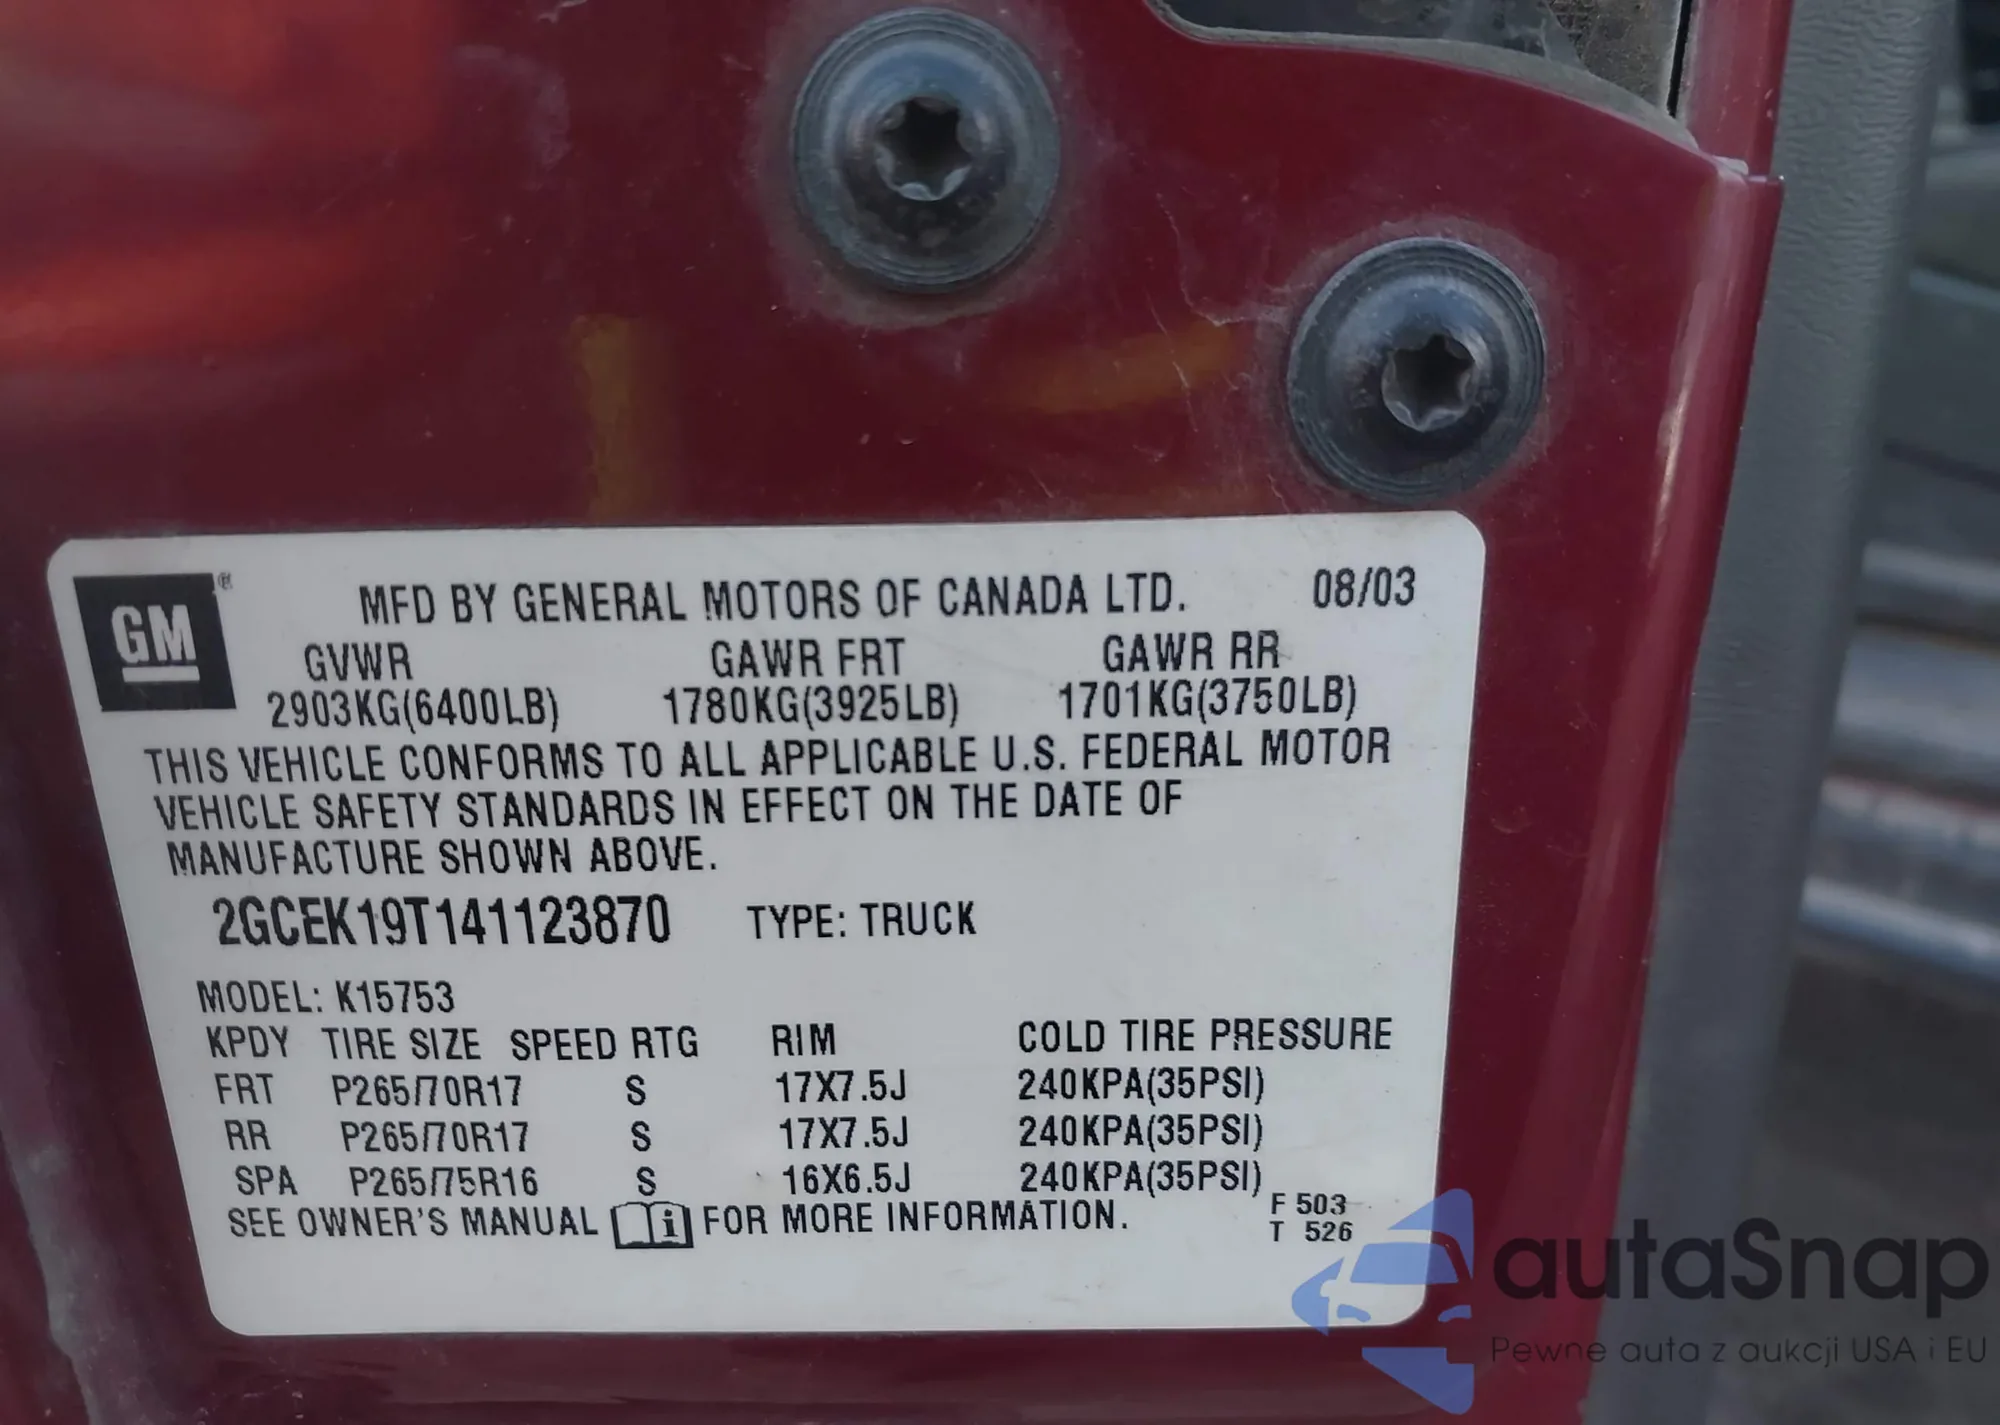 GM®
MFD BY GENERAL MOTORS OF CANADA LTD. 08/03
GVWR GAWR FRT GAWR RR
2903KG(6400LB) 1780KG(3925LB) 1701KG(3750LB)
THIS VEHICLE CONFORMS TO ALL APPLICABLE U.S. FEDERAL MOTOR
VEHICLE SAFETY STANDARDS IN EFFECT ON THE DATE OF
MANUFACTURE SHOWN ABOVE.
2GCEK19T141123870 TYPE: TRUCK
MODEL: K15753
KPDY TIRE SIZE SPEED RTG RIM COLD TIRE PRESSURE
FRT P265/70R17 S 17X7.5J 240KPA(35PSI)
RR P265/70R17 S 17X7.5J 240KPA(35PSI)
SPA P265/75R16 S 16X6.5J 240KPA(35PSI)
SEE OWNER'S MANUAL i FOR MORE INFORMATION.
F 503
T 526
autaSnap
Pewne auta z aukcji USA i EU